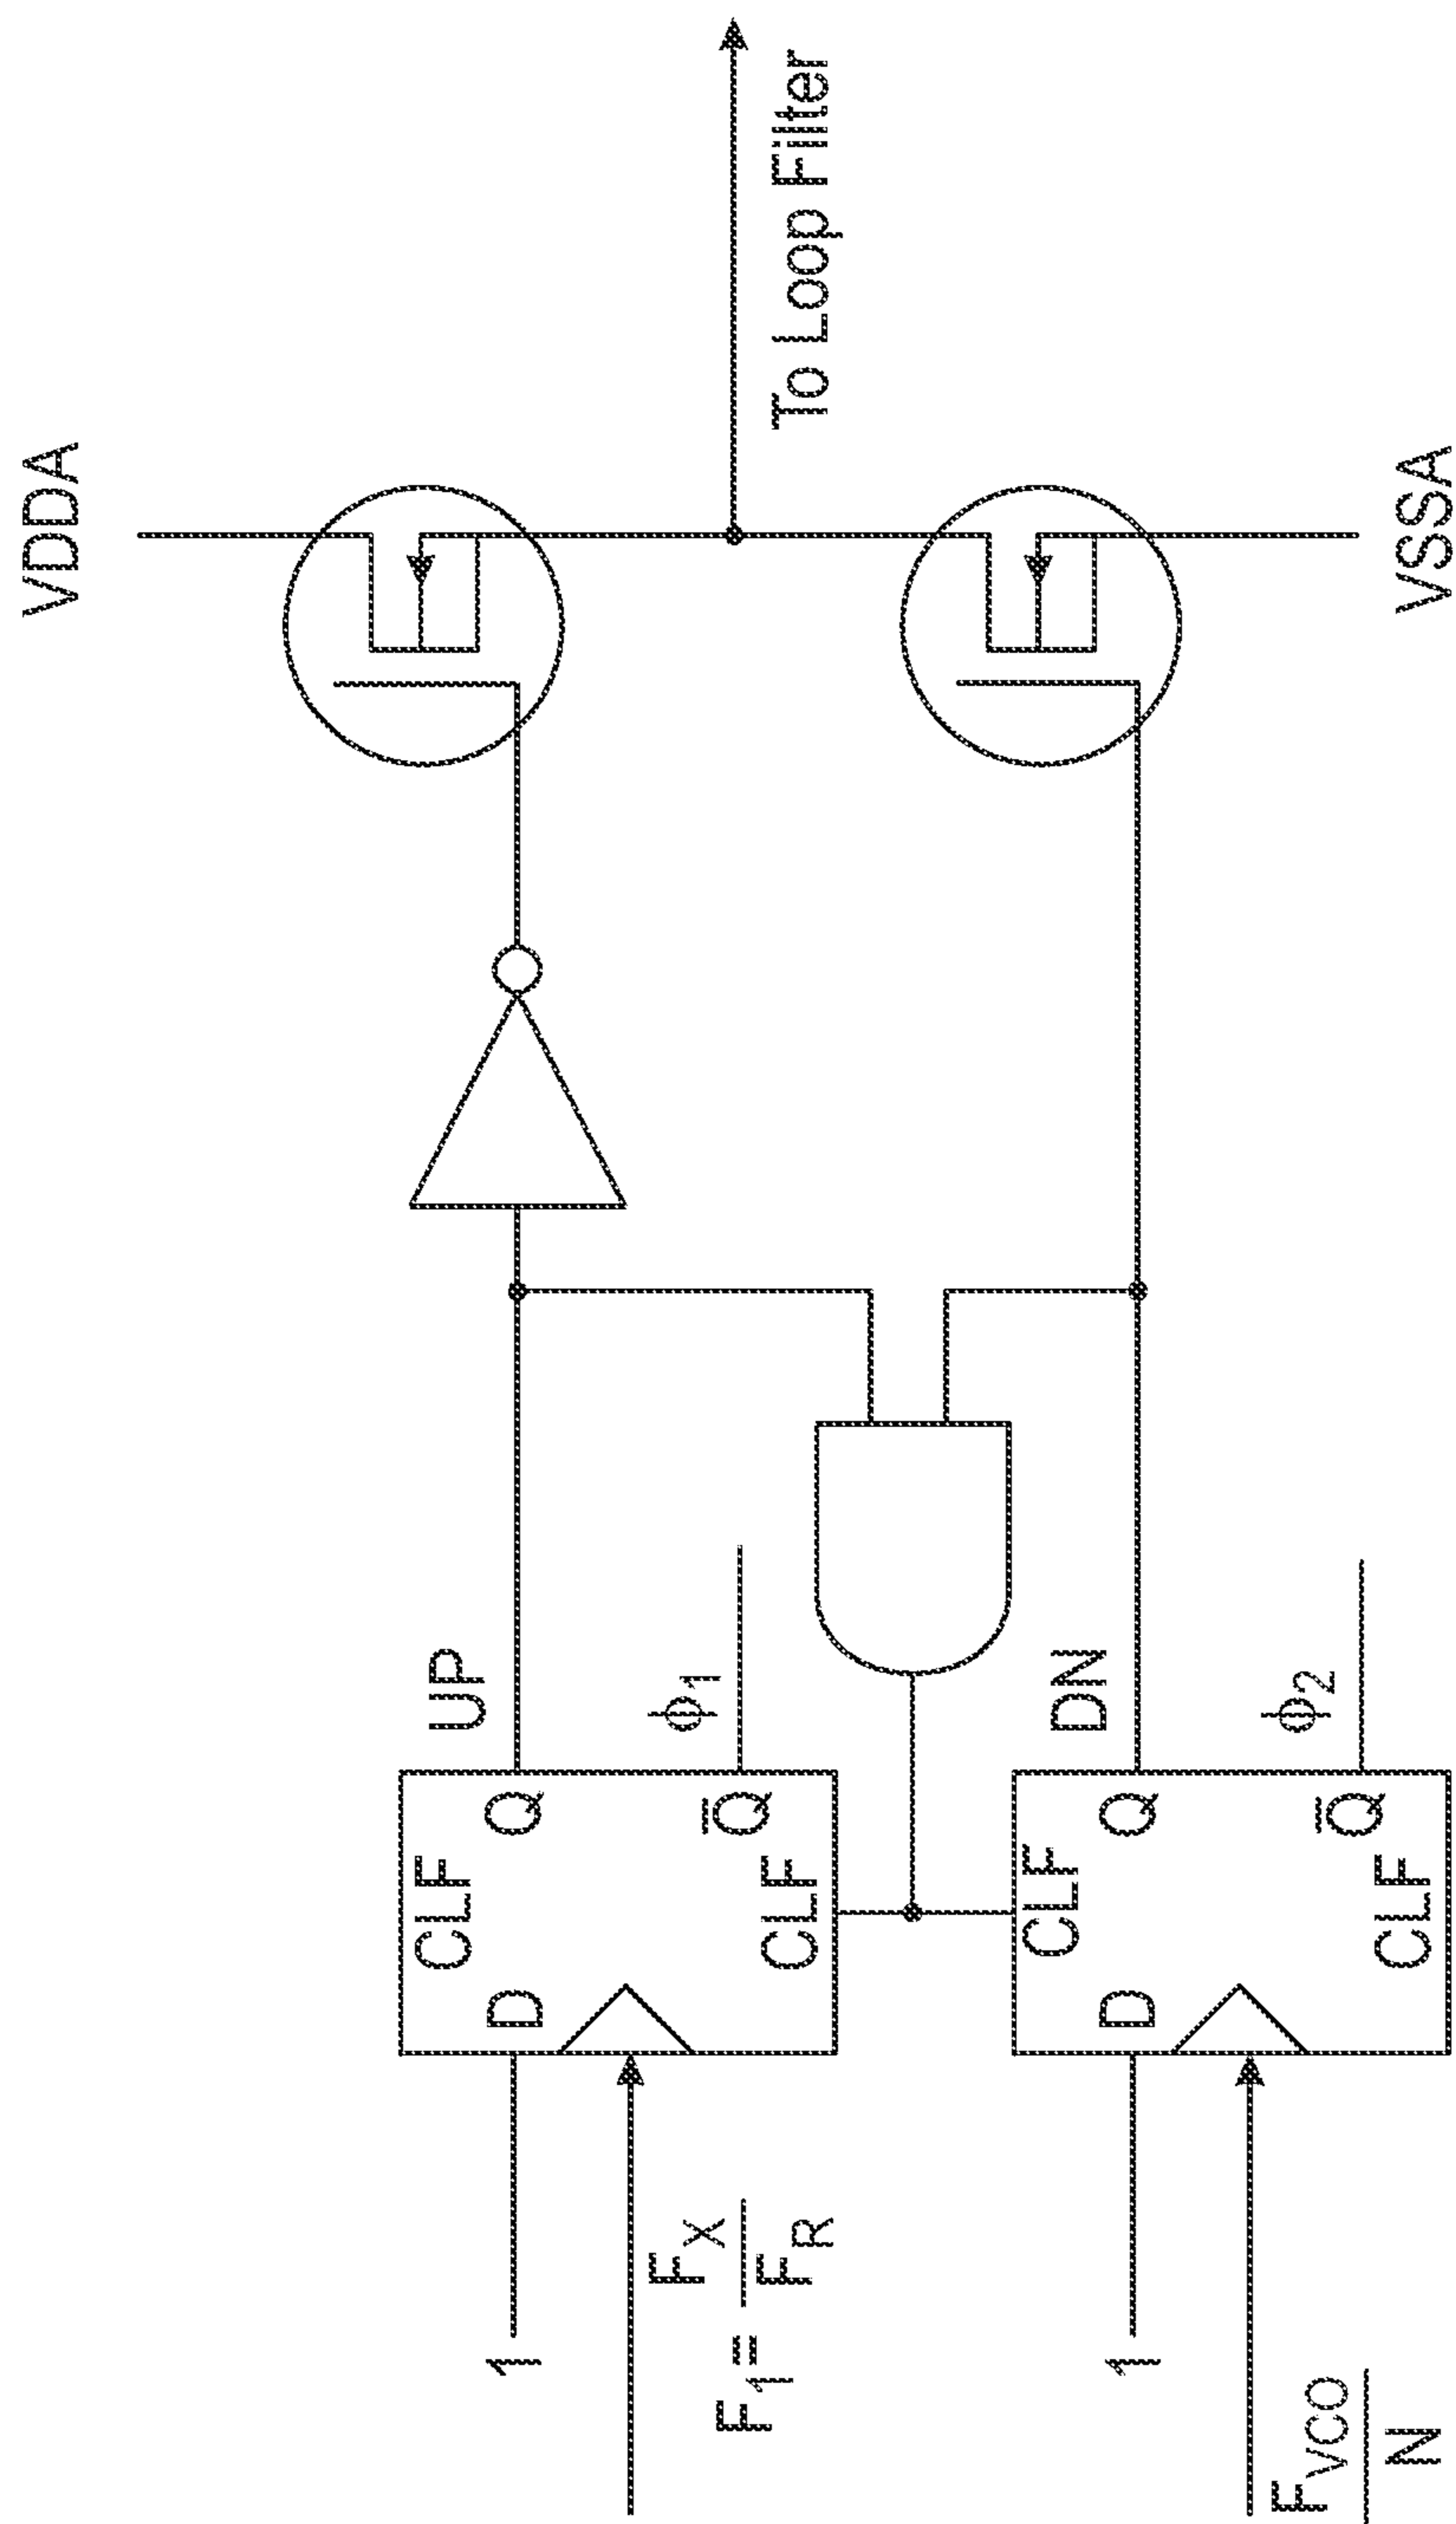 VDDA
To Loop Filter
VSSA
UP
ϕ1
DN
ϕ2
CLF
D
Q
Q̅
CLF
CLF
D
Q
Q̅
CLF
1
F1 = FX / FR
1
FVCO / N